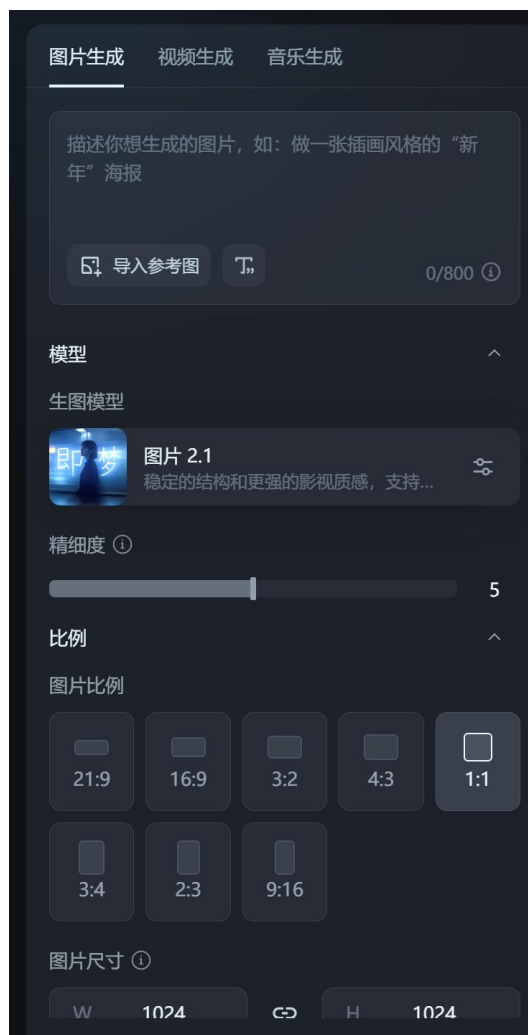 图片生成 视频生成 音乐生成
描述你想生成的图片，如：做一张插画风格的“新
年”海报
导入参考图 T 0/800
模型
生图模型
即梦
图片 2.1
稳定的结构和更强的影视质感，支持...
精细度
5
比例
图片比例
21:9 16:9 3:2 4:3 1:1
3:4 2:3 9:16
图片尺寸
W 1024 H 1024